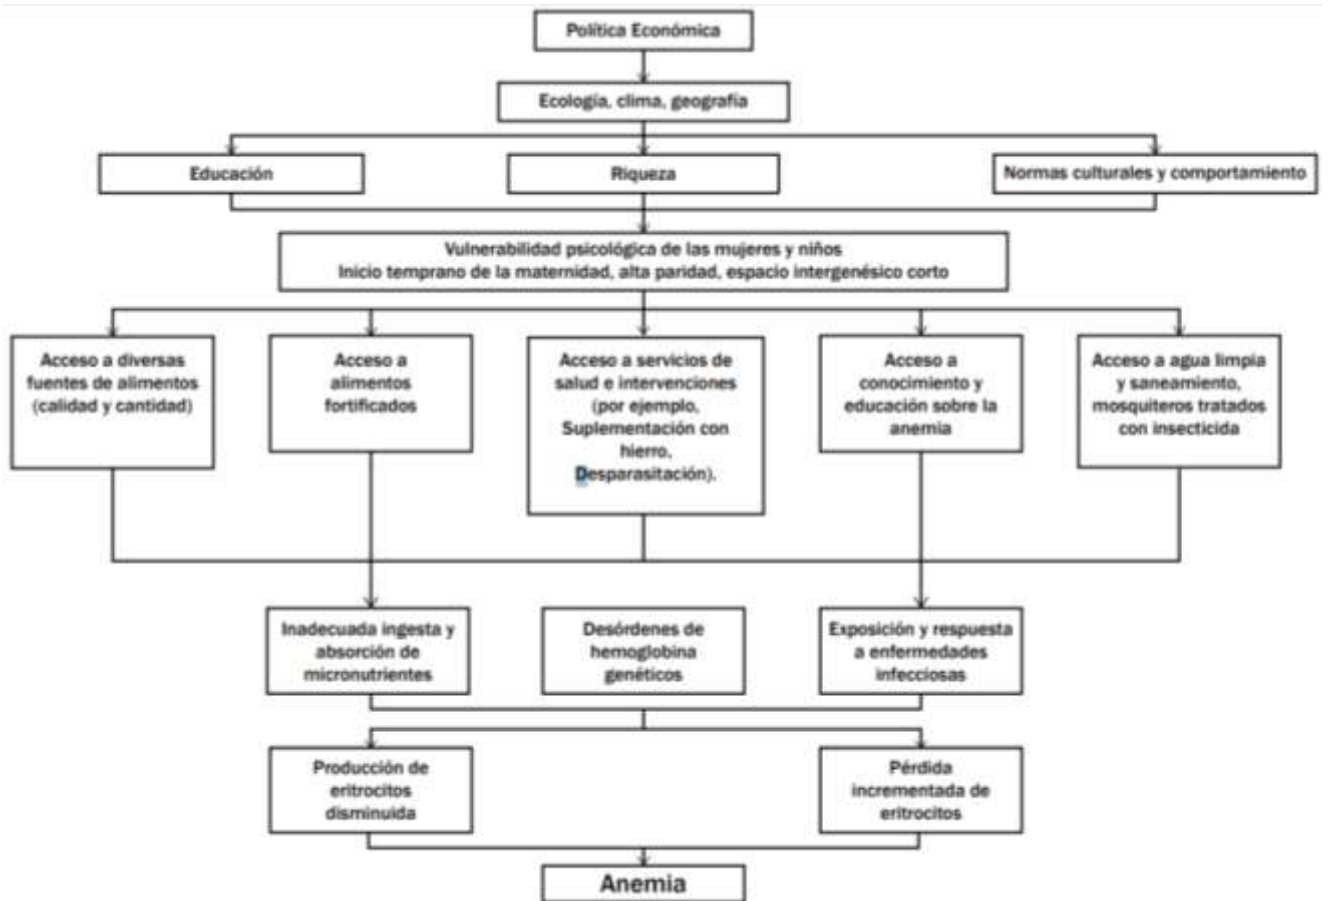 Política Económica
Ecología, clima, geografía
Educación
Riqueza
Normas culturales y comportamiento
Vulnerabilidad psicológica de las mujeres y niños
Inicio temprano de la maternidad, alta paridad, espacio intergenésico corto
Acceso a diversas
fuentes de alimentos
(calidad y cantidad)
Acceso a
alimentos
fortificados
Acceso a servicios de
salud e intervenciones
(por ejemplo,
Suplementación con
hierro,
Desparasitación).
Acceso a
conocimiento y
educación sobre la
anemia
Acceso a agua limpia
y saneamiento,
mosquiteros tratados
con insecticida
Inadecuada ingesta y
absorción de
micronutrientes
Desórdenes de
hemoglobina
genéticos
Exposición y respuesta
a enfermedades
infecciosas
Producción de
eritrocitos
disminuida
Pérdida
incrementada de
eritrocitos
Anemia